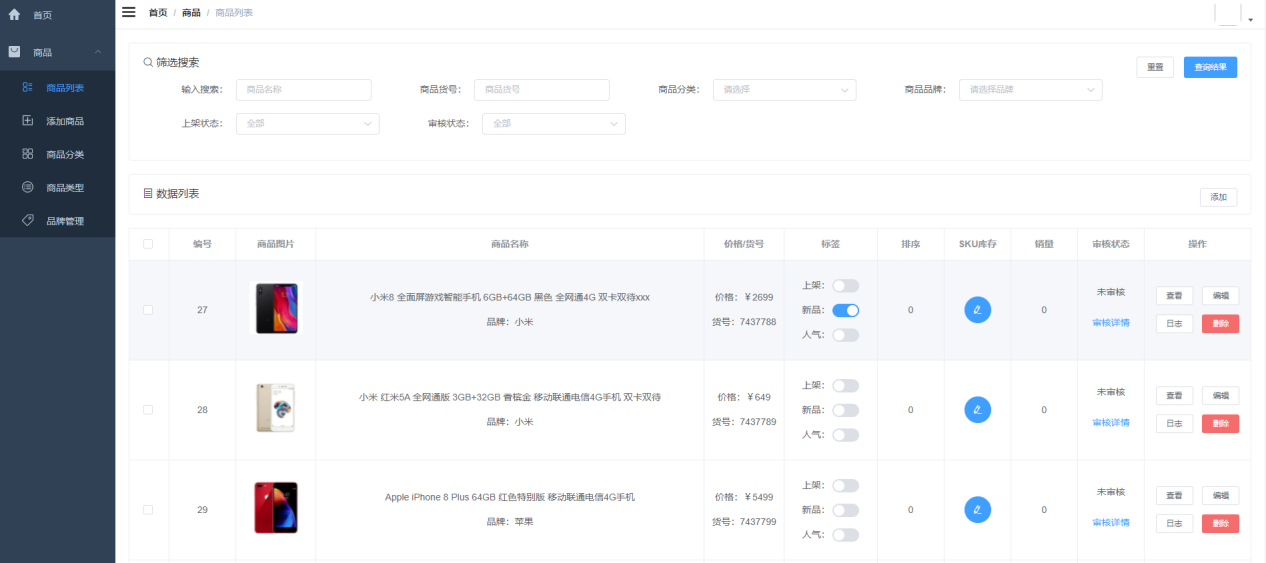 首页
首页 / 商品 / 商品列表
商品
商品列表
添加商品
商品分类
商品类型
品牌管理
筛选搜索
重置
查询结果
输入搜索： 商品名称
商品货号： 商品货号
商品分类： 请选择
商品品牌： 请选择品牌
上架状态： 全部
审核状态： 全部
数据列表
添加
编号 商品图片 商品名称 价格/货号 标签 排序 SKU库存 销量 审核状态 操作
27
小米8 全面屏游戏智能手机 6GB+64GB 黑色 全网通4G 双卡双待xxx
品牌：小米
价格：￥2699
货号：7437788
上架：
新品：
人气：
0
0
未审核
审核详情
查看 编辑
日志 删除
28
小米 红米5A 全网通版 3GB+32GB 香槟金 移动联通电信4G手机 双卡双待
品牌：小米
价格：￥649
货号：7437789
上架：
新品：
人气：
0
0
未审核
审核详情
查看 编辑
日志 删除
29
Apple iPhone 8 Plus 64GB 红色特别版 移动联通电信4G手机
品牌：苹果
价格：￥5499
货号：7437799
上架：
新品：
人气：
0
0
未审核
审核详情
查看 编辑
日志 删除